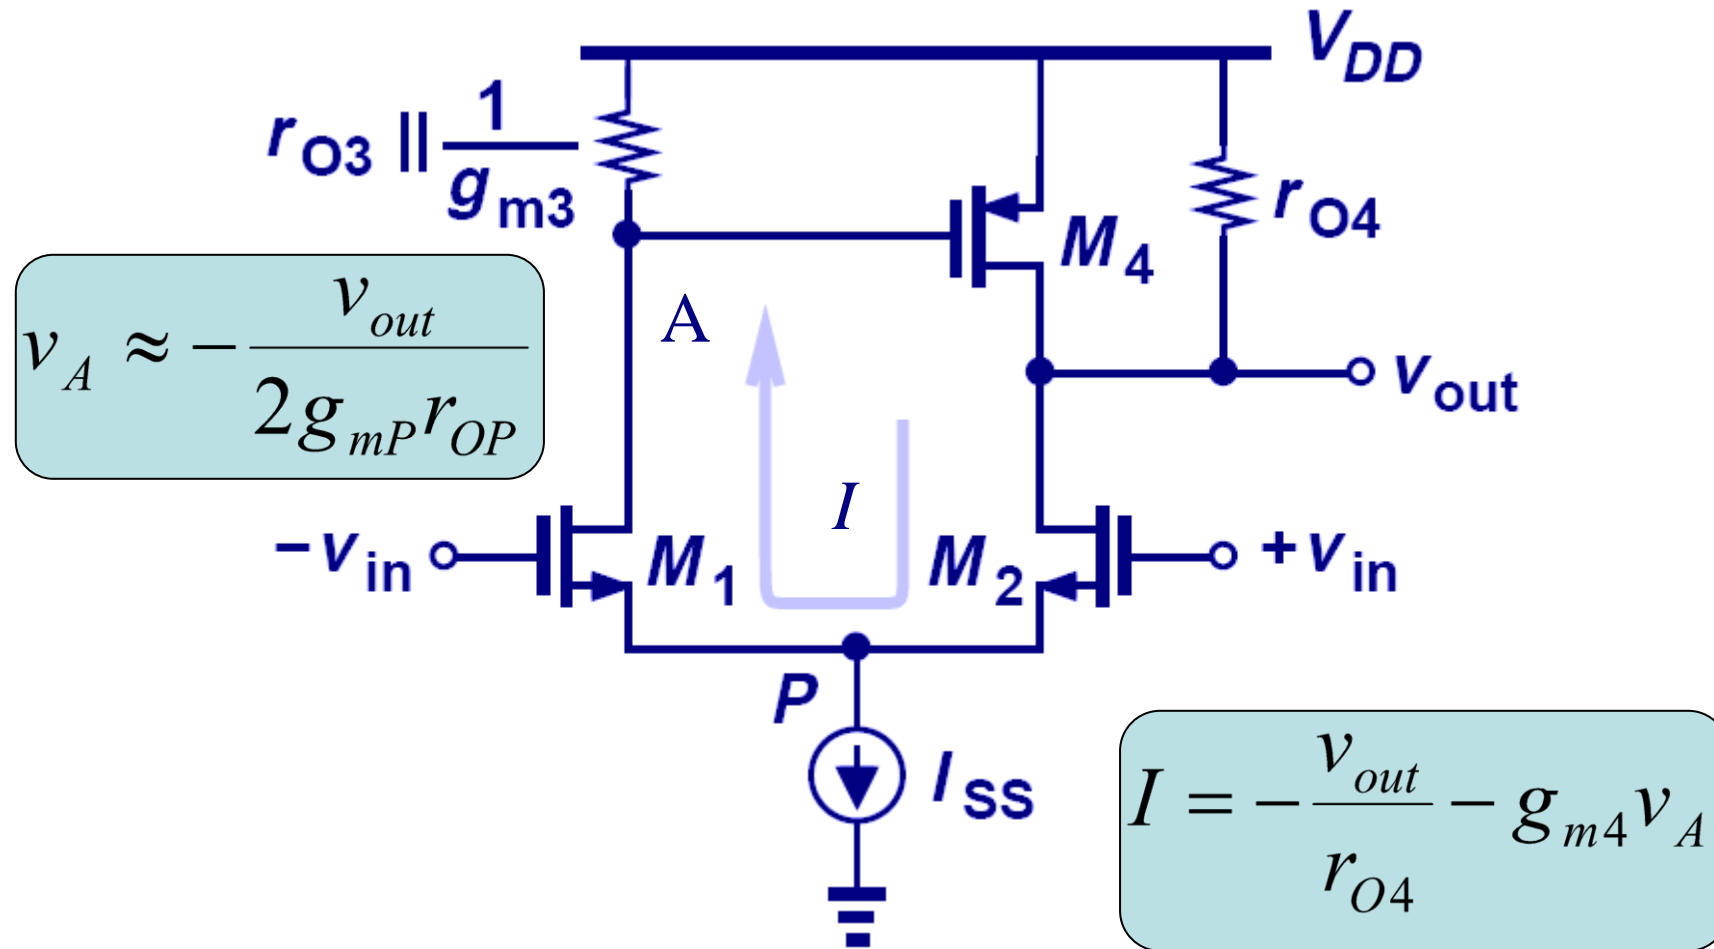 V_DD
r_O3 || 1/g_m3
M_4
r_O4
A
v_A ≈ − v_out / 2g_mP r_OP
v_out
I
−v_in
M_1
M_2
+v_in
P
I_SS
I = − v_out / r_O4 − g_m4 v_A